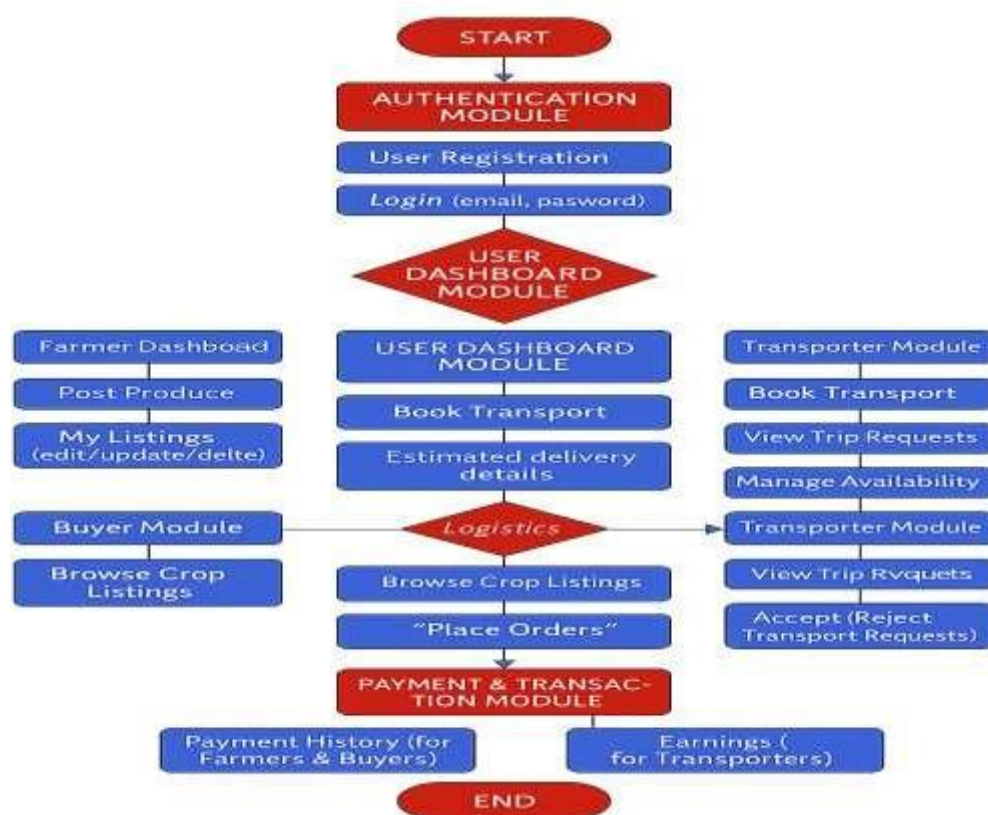 START
AUTHENTICATION
MODULE
User Registration
Login (email, pasword)
USER
DASHBOARD
MODULE
Farmer Dashboad
Post Produce
My Listings
(edit/update/delte)
Buyer Module
Browse Crop
Listings
USER DASHBOARD
MODULE
Book Transport
Estimated delivery
details
Logistics
Browse Crop Listings
"Place Orders"
Transporter Module
Book Transport
View Trip Requests
Manage Availability
Transporter Module
View Trip Rvquets
Accept (Reject
Transport Requests)
PAYMENT & TRANSAC-
TION MODULE
Payment History (for
Farmers & Buyers)
Earnings (
for Transporters)
END